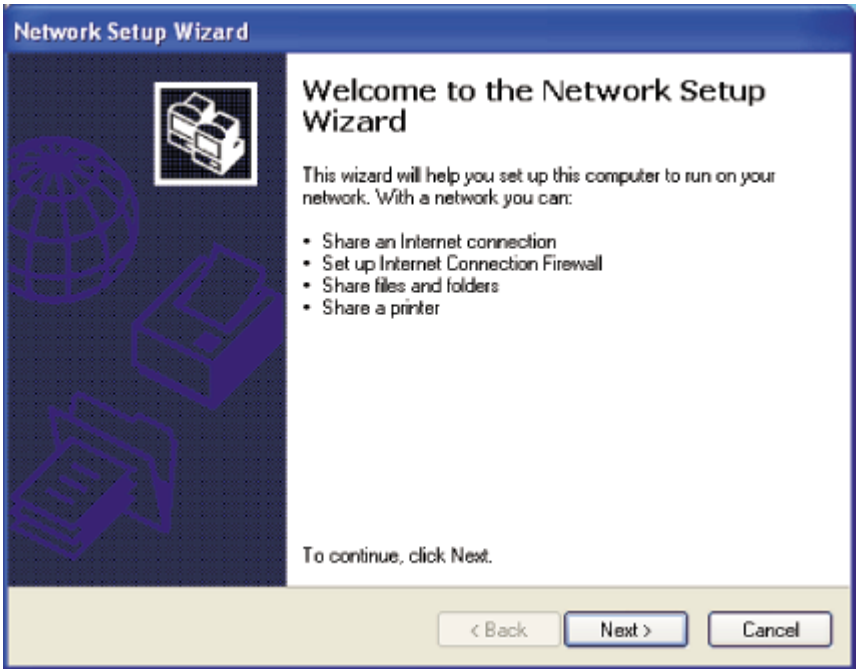 Network Setup Wizard
Welcome to the Network Setup
Wizard
This wizard will help you set up this computer to run on your
network. With a network you can:
• Share an Internet connection
• Set up Internet Connection Firewall
• Share files and folders
• Share a printer
To continue, click Next.
< Back Next > Cancel